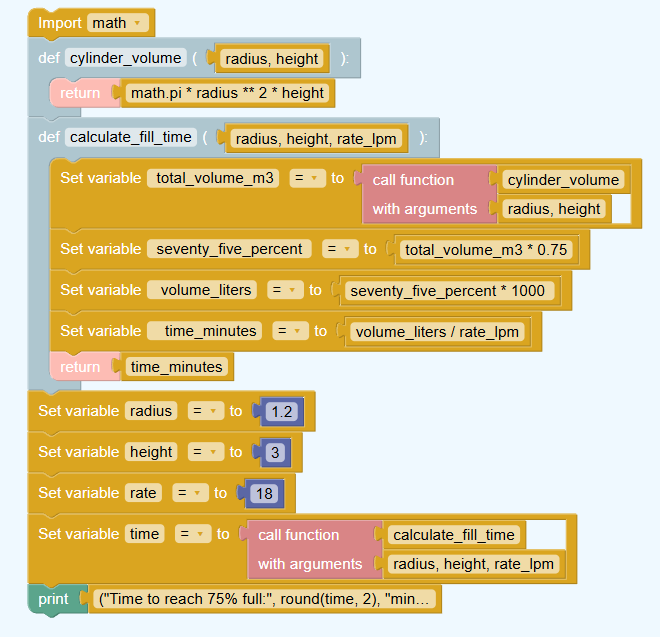 Import math
def cylinder_volume ( radius, height ):
return math.pi * radius ** 2 * height
def calculate_fill_time ( radius, height, rate_lpm ):
Set variable total_volume_m3 = to call function cylinder_volume
with arguments radius, height
Set variable seventy_five_percent = to total_volume_m3 * 0.75
Set variable volume_liters = to seventy_five_percent * 1000
Set variable time_minutes = to volume_liters / rate_lpm
return time_minutes
Set variable radius = to 1.2
Set variable height = to 3
Set variable rate = to 18
Set variable time = to call function calculate_fill_time
with arguments radius, height, rate_lpm
print ("Time to reach 75% full:", round(time, 2), "min...